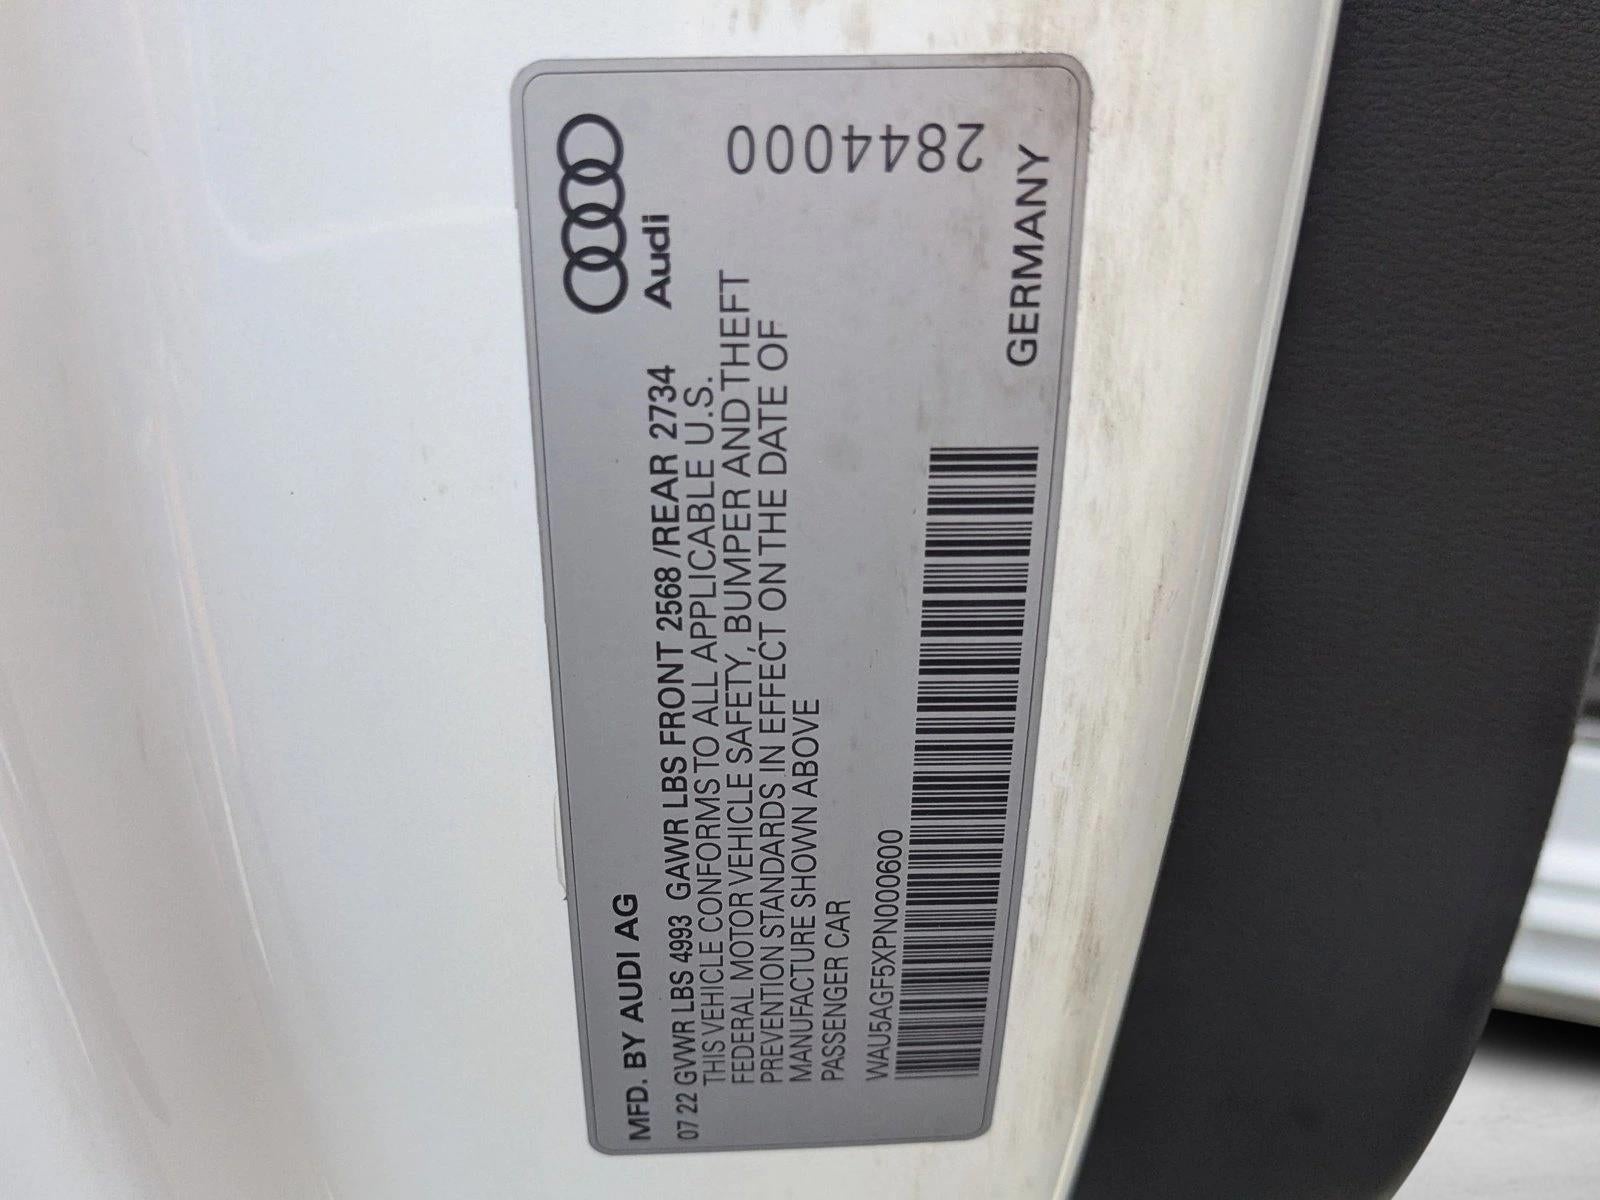 Audi
MFD. BY AUDI AG
07 22 GVWR LBS 4993 GAWR LBS FRONT 2568 /REAR 2734
THIS VEHICLE CONFORMS TO ALL APPLICABLE U.S.
FEDERAL MOTOR VEHICLE SAFETY, BUMPER AND THEFT
PREVENTION STANDARDS IN EFFECT ON THE DATE OF
MANUFACTURE SHOWN ABOVE
PASSENGER CAR
WAU5AGF5XPN000600
GERMANY
2844000